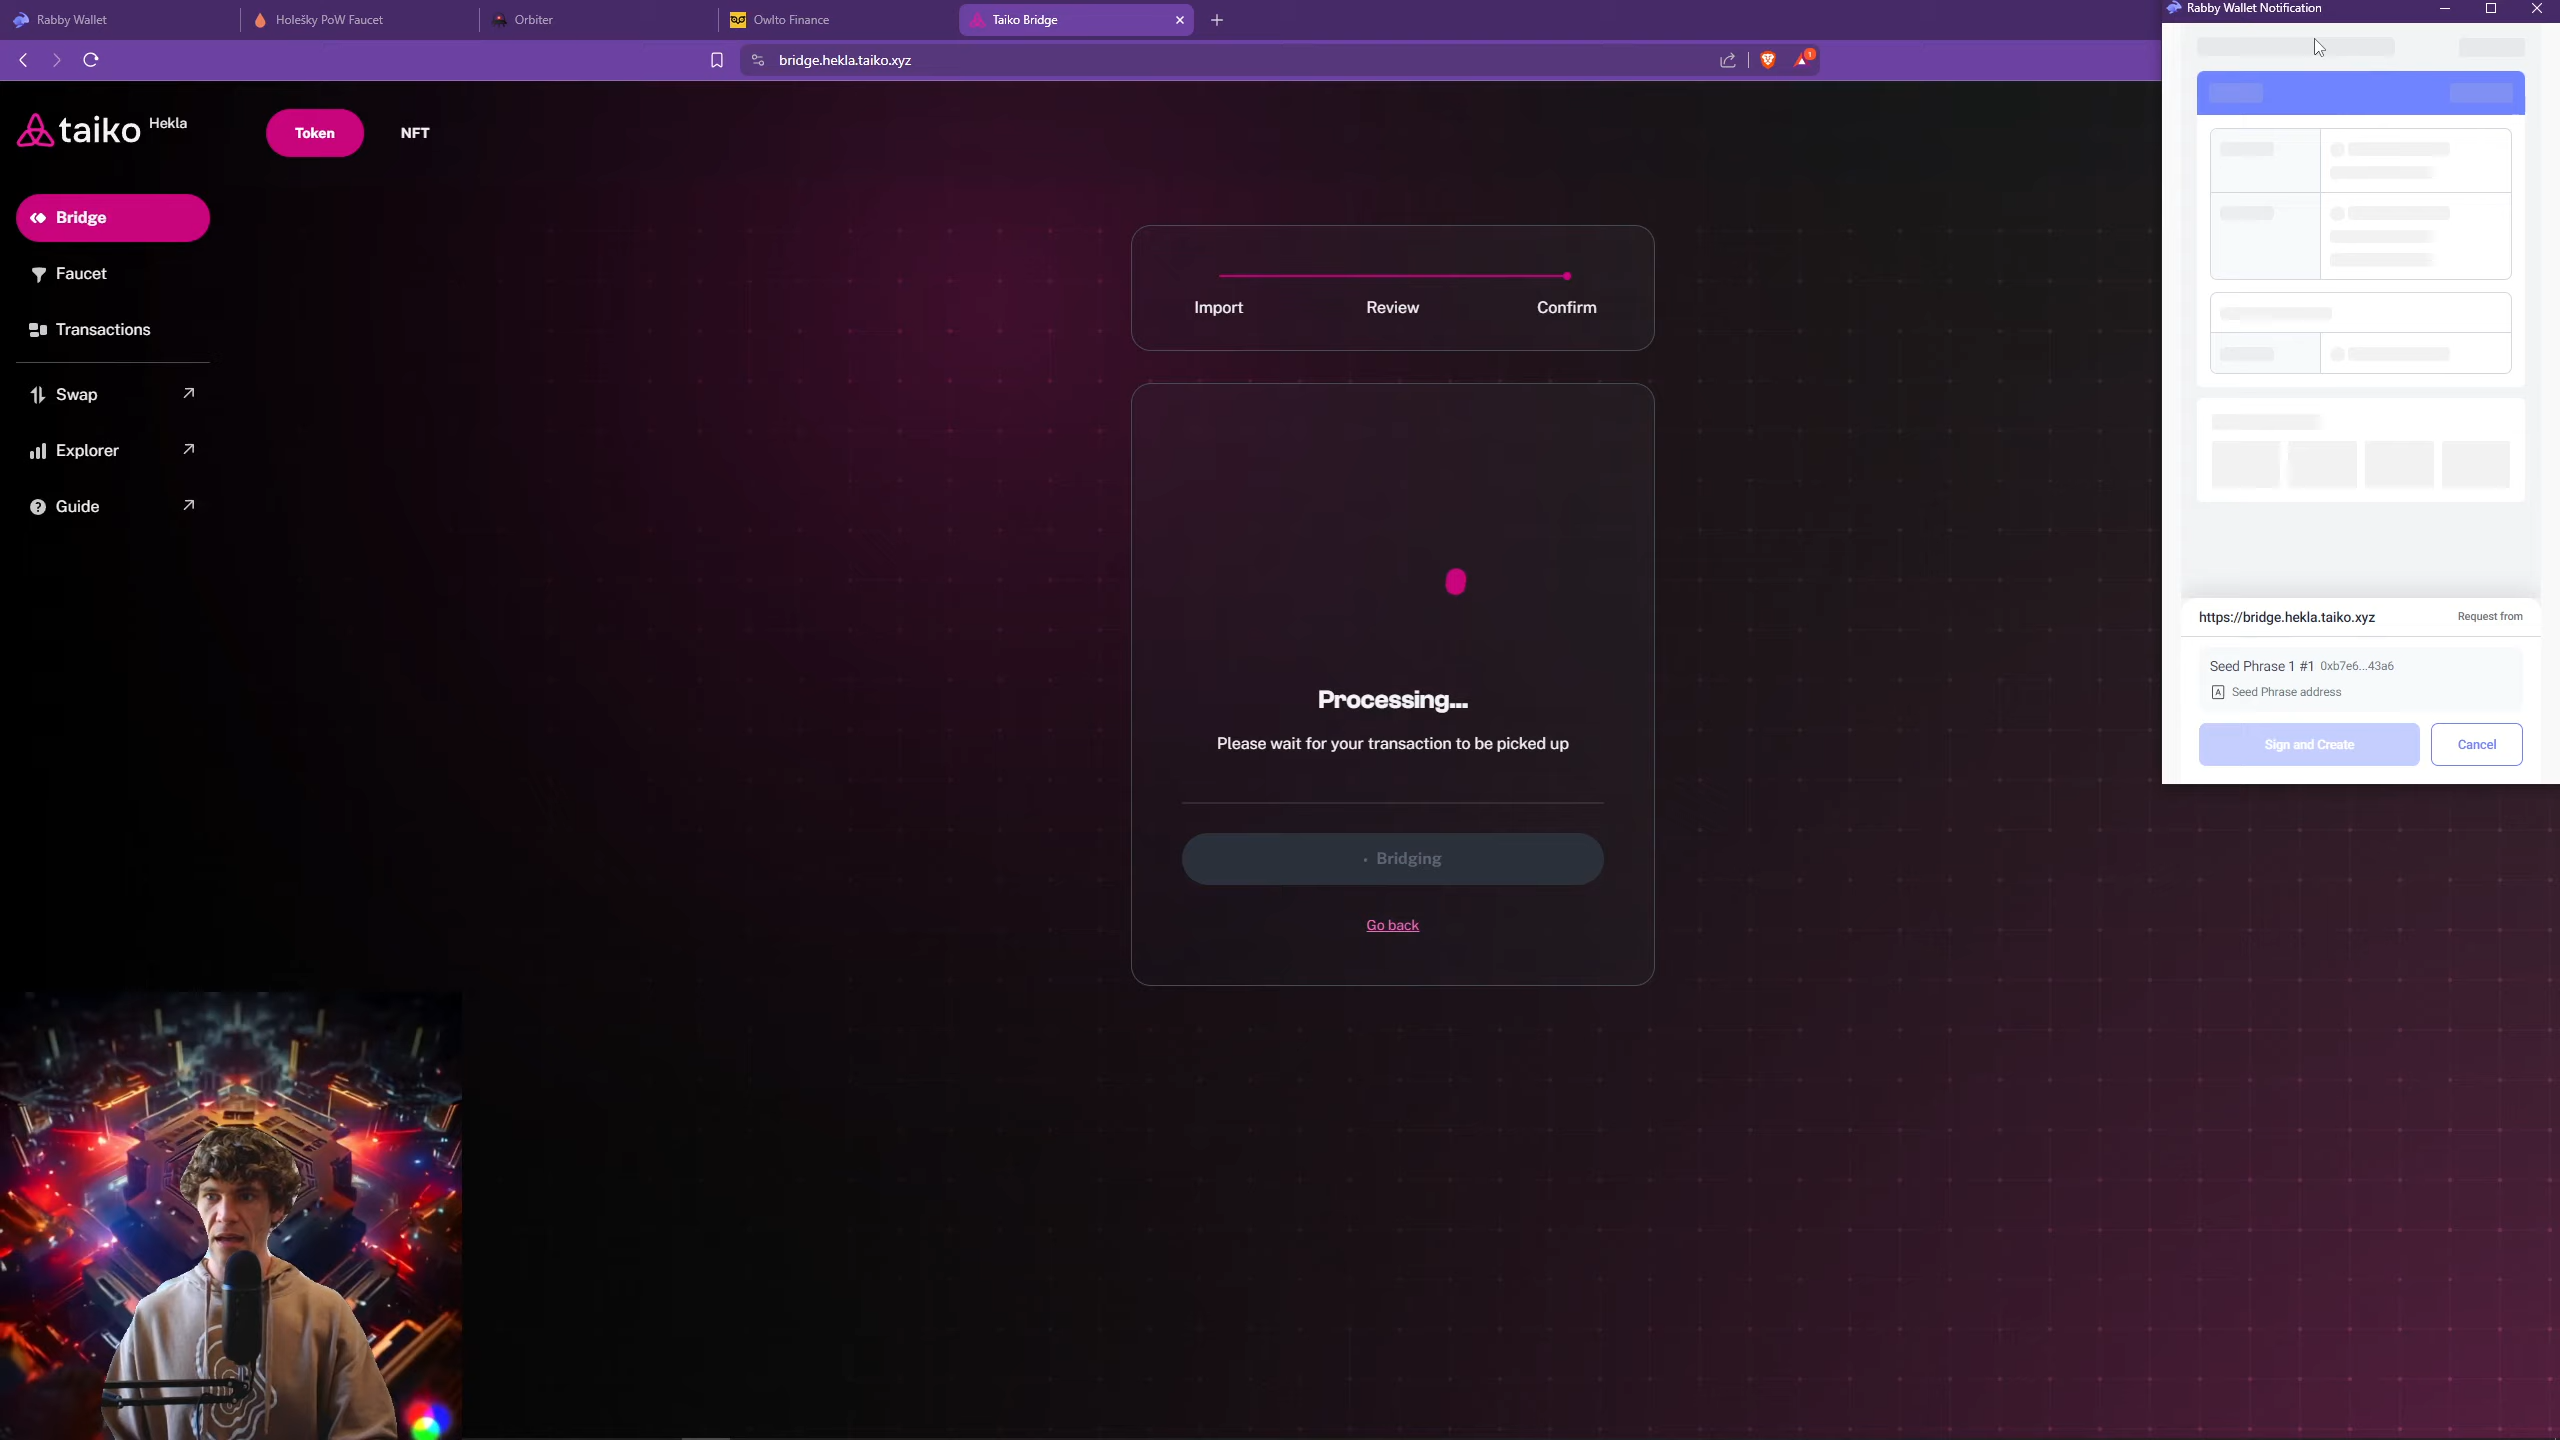 Rabby Wallet
Holešky PoW Faucet
Orbiter
Owlto Finance
Taiko Bridge
Rabby Wallet Notification
bridge.hekla.taiko.xyz
1
taiko Hekla
Token
NFT
Bridge
Faucet
Transactions
Swap
Explorer
Guide
Import
Review
Confirm
Processing...
Please wait for your transaction to be picked up
Bridging
Go back
https://bridge.hekla.taiko.xyz
Request from
Seed Phrase 1 #1 0xb7e6...43a6
Seed Phrase address
Sign and Create
Cancel